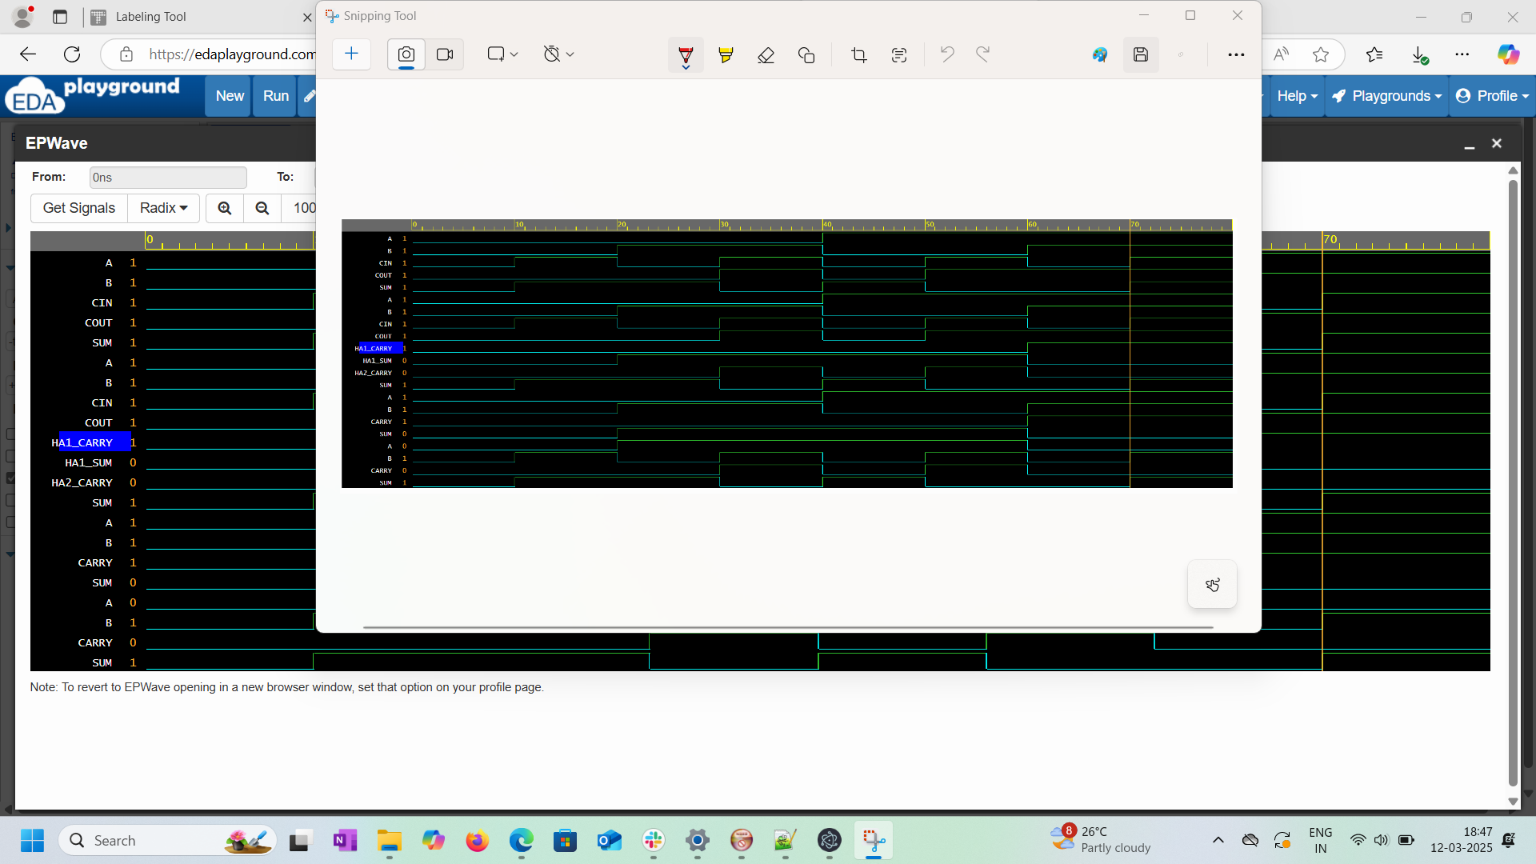 Labeling Tool
Snipping Tool
https://edaplayground.com
EDA playground
New
Run
Help
Playgrounds
Profile
EPWave
From:
0ns
To:
Get Signals
Radix
100
0
70
A 1
B 1
CIN 1
COUT 1
SUM 1
A 1
B 1
CIN 1
COUT 1
HA1_CARRY 1
HA1_SUM 0
HA2_CARRY 0
SUM 1
A 1
B 1
CARRY 1
SUM 0
A 0
B 1
CARRY 0
SUM 1
0 10 20 30 40 50 60 70
A 1
B 1
CIN 1
COUT 1
SUM 1
A 1
B 1
CIN 1
COUT 1
HA1_CARRY 1
HA1_SUM 0
HA2_CARRY 0
SUM 1
A 1
B 1
CARRY 1
SUM 0
A 0
B 1
CARRY 0
SUM 1
Note: To revert to EPWave opening in a new browser window, set that option on your profile page.
Search
8
26°C
Partly cloudy
ENG
IN
18:47
12-03-2025